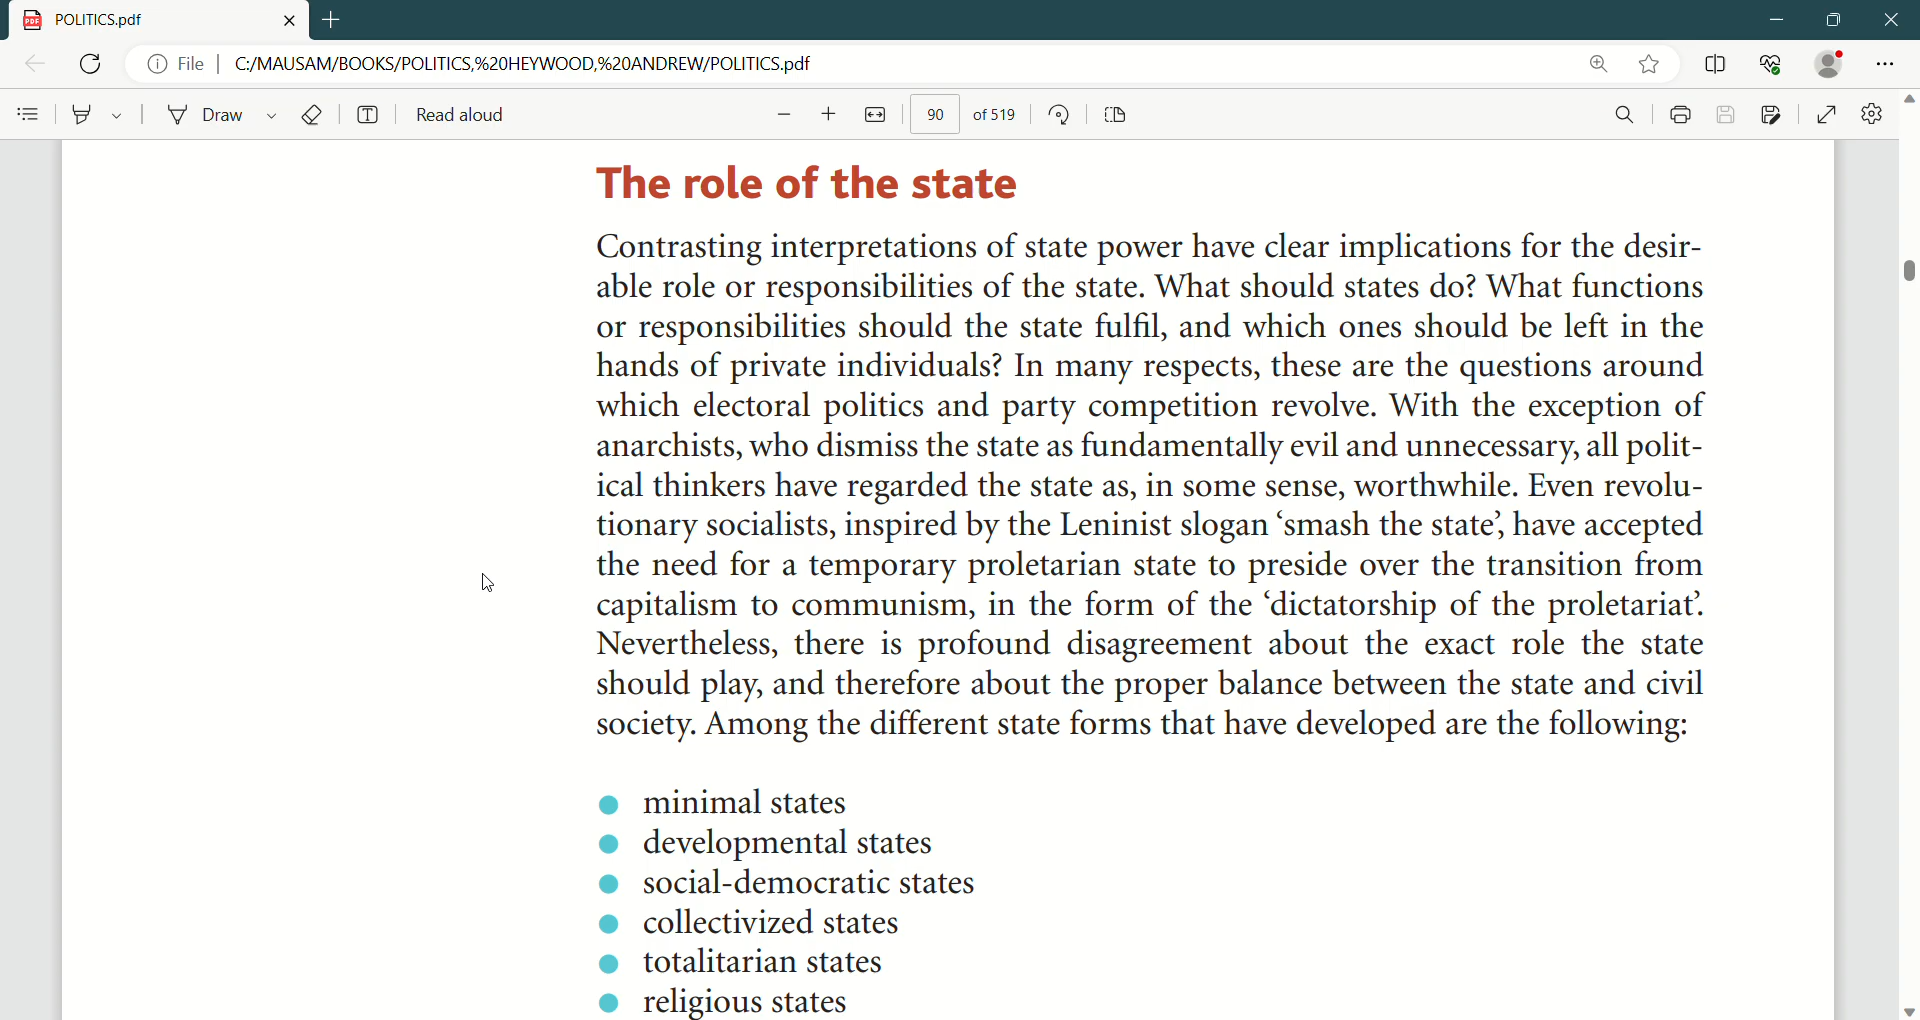 POLITICS.pdf
File
C:/MAUSAM/BOOKS/POLITICS,%20HEYWOOD,%20ANDREW/POLITICS.pdf
Draw
Read aloud
90 of 519
The role of the state
Contrasting interpretations of state power have clear implications for the desir-
able role or responsibilities of the state. What should states do? What functions
or responsibilities should the state fulfil, and which ones should be left in the
hands of private individuals? In many respects, these are the questions around
which electoral politics and party competition revolve. With the exception of
anarchists, who dismiss the state as fundamentally evil and unnecessary, all polit-
ical thinkers have regarded the state as, in some sense, worthwhile. Even revolu-
tionary socialists, inspired by the Leninist slogan ‘smash the state’, have accepted
the need for a temporary proletarian state to preside over the transition from
capitalism to communism, in the form of the ‘dictatorship of the proletariat’.
Nevertheless, there is profound disagreement about the exact role the state
should play, and therefore about the proper balance between the state and civil
society. Among the different state forms that have developed are the following:
● minimal states
● developmental states
● social-democratic states
● collectivized states
● totalitarian states
● religious states